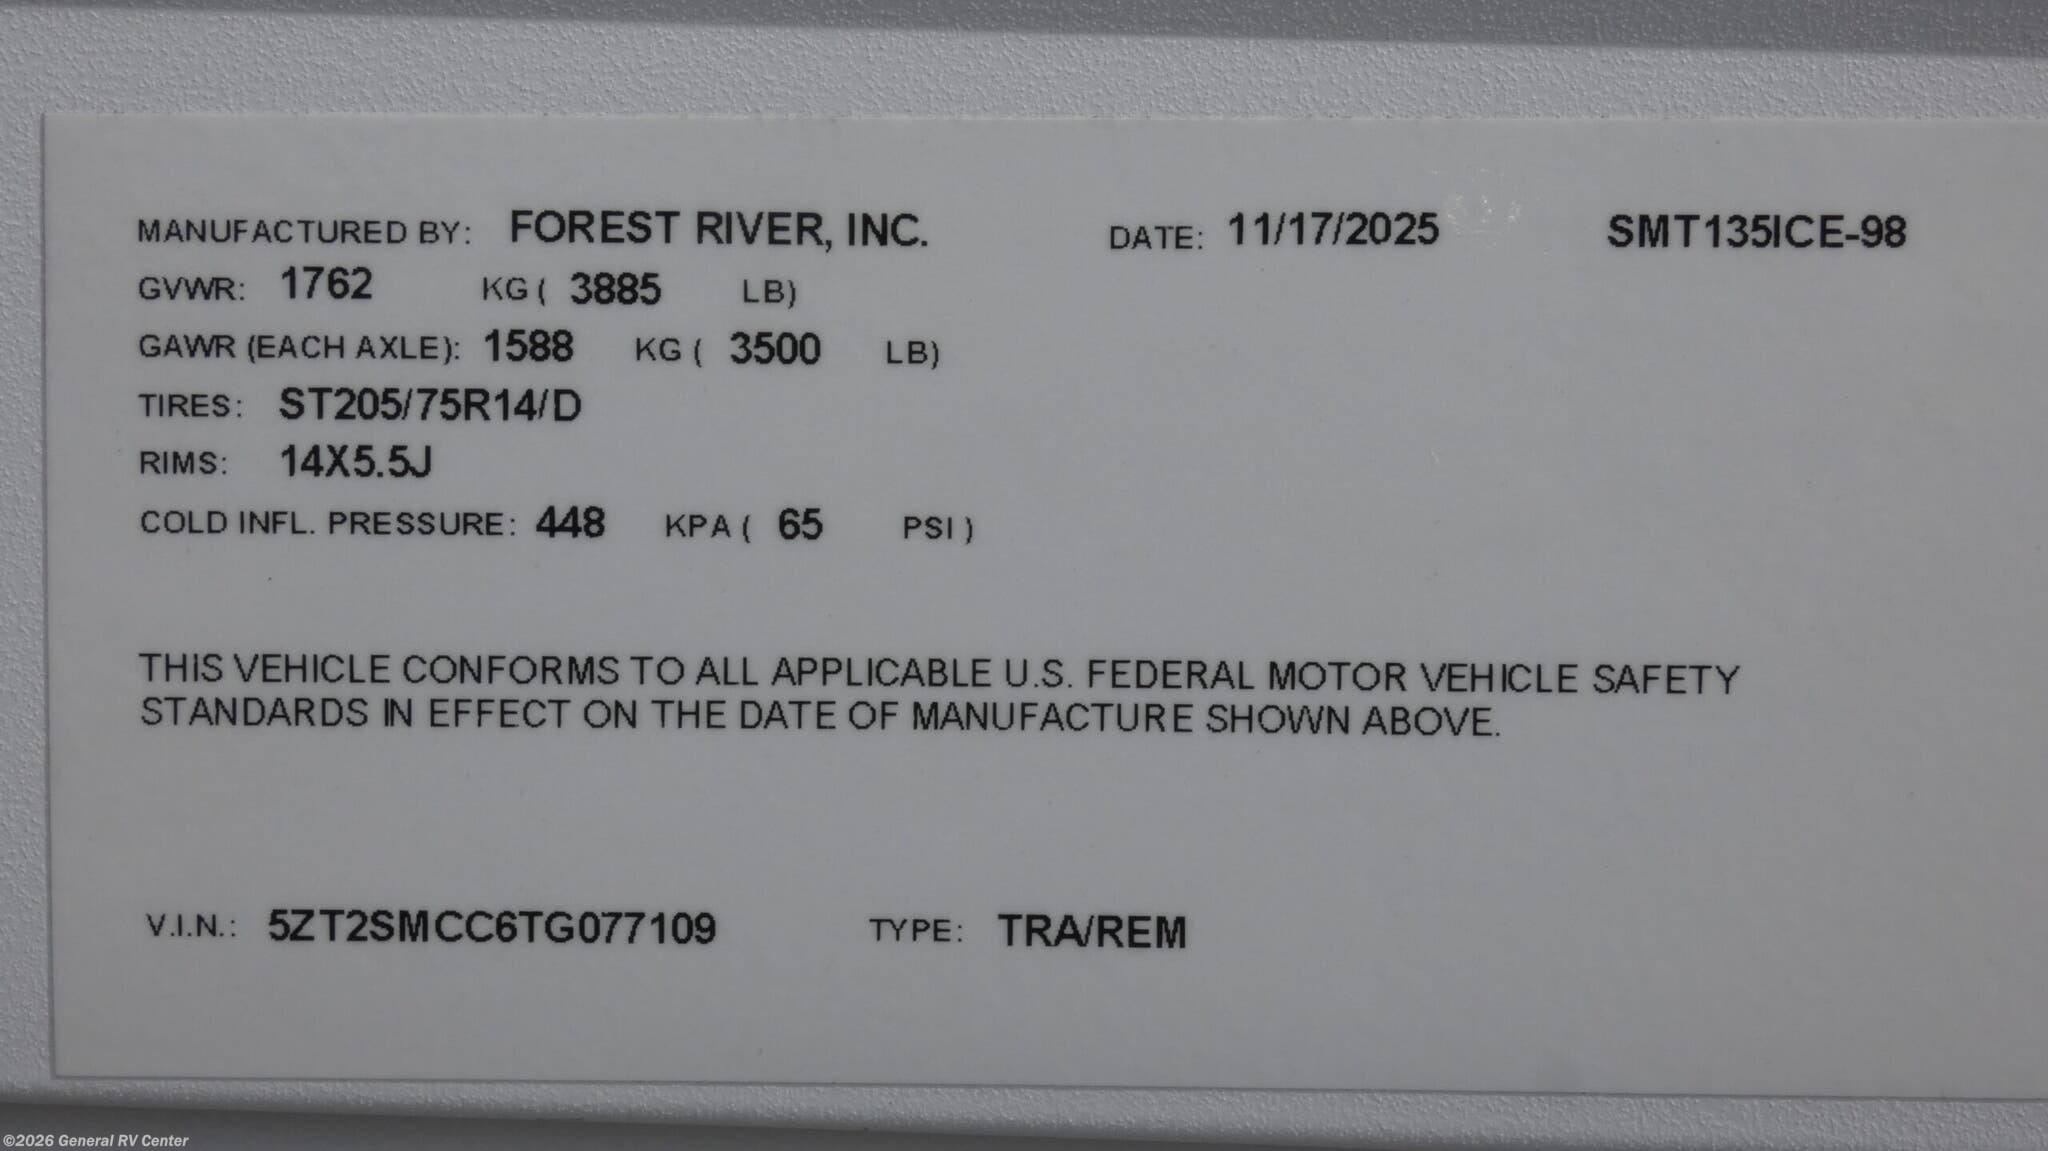 MANUFACTURED BY: FOREST RIVER, INC. DATE: 11/17/2025 SMT135ICE-98
GVWR: 1762 KG ( 3885 LB)
GAWR (EACH AXLE): 1588 KG ( 3500 LB)
TIRES: ST205/75R14/D
RIMS: 14X5.5J
COLD INFL. PRESSURE: 448 KPA ( 65 PSI )
THIS VEHICLE CONFORMS TO ALL APPLICABLE U.S. FEDERAL MOTOR VEHICLE SAFETY
STANDARDS IN EFFECT ON THE DATE OF MANUFACTURE SHOWN ABOVE.
V.I.N.: 5ZT2SMCC6TG077109 TYPE: TRA/REM
©2026 General RV Center